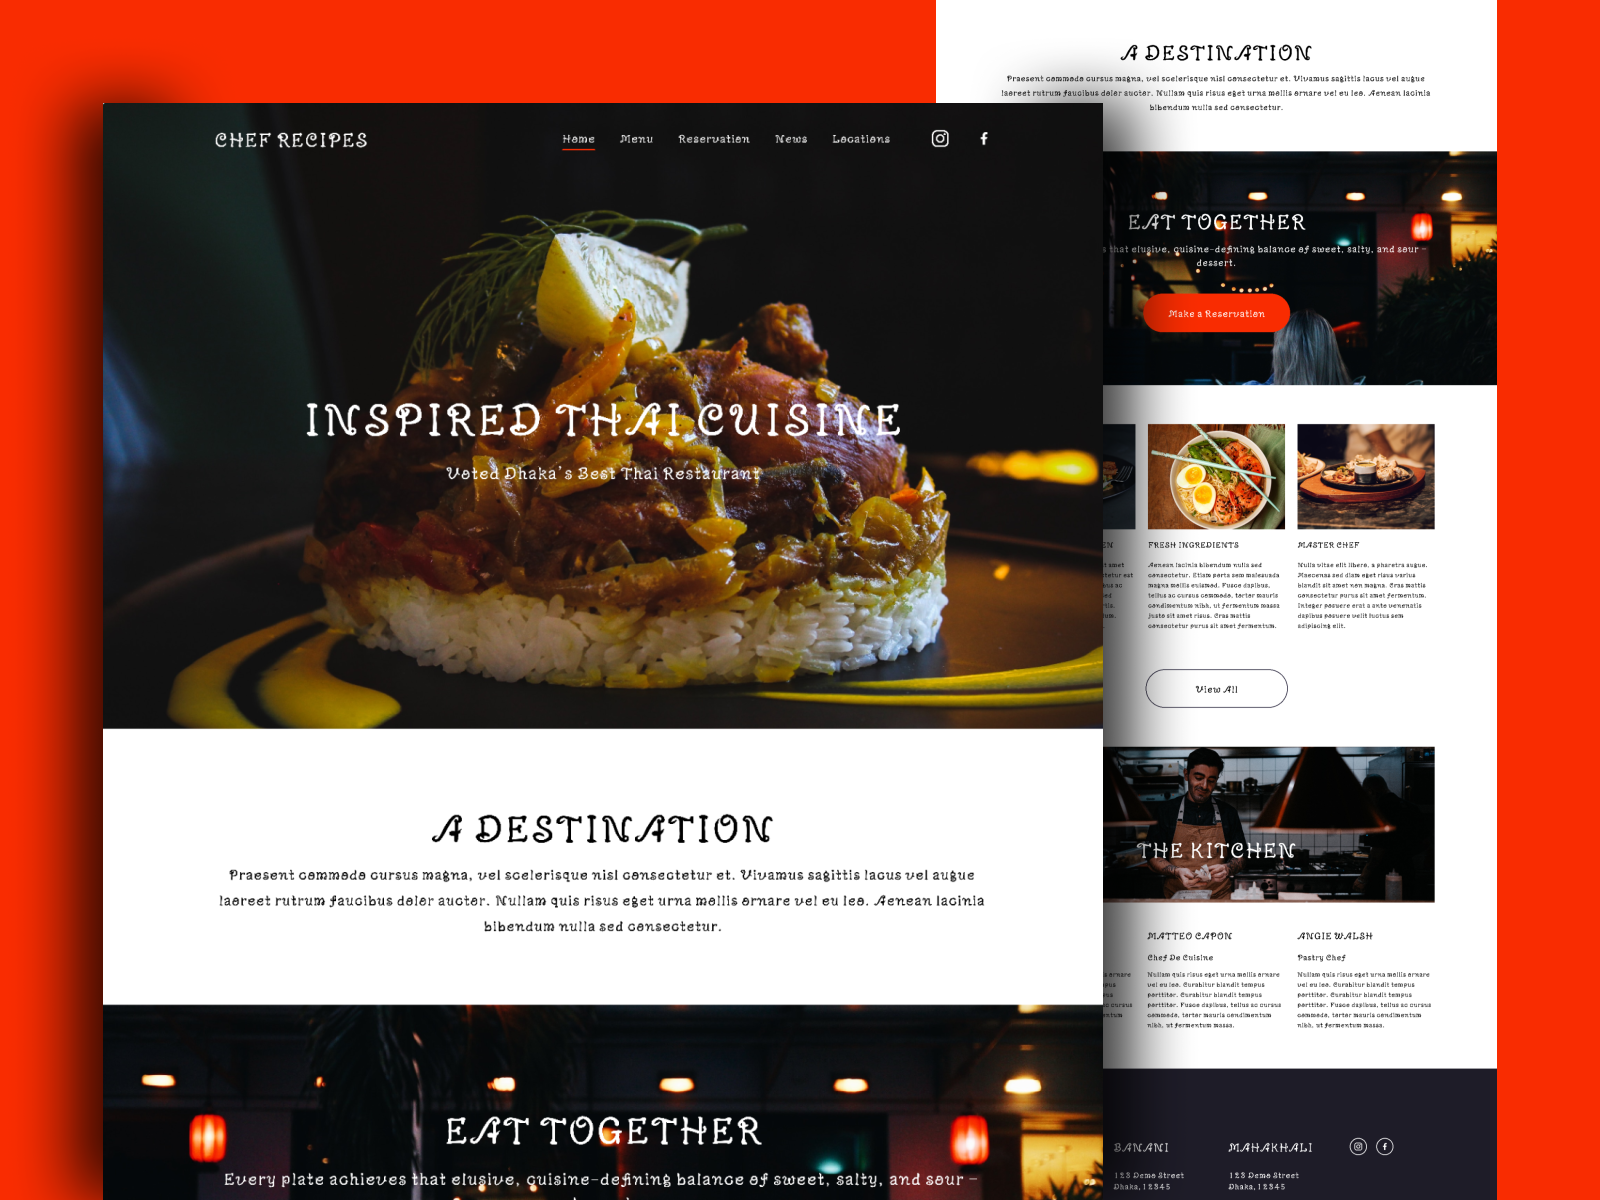 CHEF RECIPES
Home Menu Reservation News Locations
INSPIRED THAI CUISINE
Voted Dhaka's Best Thai Restaurant
A DESTINATION
Praesent commodo cursus magna, vel scelerisque nisl consectetur et. Vivamus sagittis lacus vel augue
laoreet rutrum faucibus dolor auctor. Nullam quis risus eget urna mollis ornare vel eu leo. Aenean lacinia
bibendum nulla sed consectetur.
EAT TOGETHER
Every plate achieves that elusive, cuisine-defining balance of sweet, salty, and sour –
A DESTINATION
Praesent commodo cursus magna, vel scelerisque nisl consectetur et. Vivamus sagittis lacus vel augue
laoreet rutrum faucibus dolor auctor. Nullam quis risus eget urna mollis ornare vel eu leo. Aenean lacinia
bibendum nulla sed consectetur.
EAT TOGETHER
that elusive, cuisine-defining balance of sweet, salty, and sour –
dessert.
Make a Reservation
FRESH INGREDIENTS
Aenean lacinia bibendum nulla sed
consectetur. Etiam porta sem malesuada
magna mollis euismod. Fusce dapibus,
tellus ac cursus commodo, tortor mauris
condimentum nibh, ut fermentum massa
justo sit amet risus. Cras mattis
consectetur purus sit amet fermentum.
MASTER CHEF
Nulla vitae elit libero, a pharetra augue.
Maecenas sed diam eget risus varius
blandit sit amet non magna. Cras mattis
consectetur purus sit amet fermentum.
Integer posuere erat a ante venenatis
dapibus posuere velit luctus sem
adipiscing elit.
View All
THE KITCHEN
MATTEO CAPON
Chef De Cuisine
Nullam quis risus eget urna mollis ornare
vel eu leo. Curabitur blandit tempus
porttitor. Curabitur blandit tempus
porttitor. Fusce dapibus, tellus ac cursus
commodo, tortor mauris condimentum
nibh, ut fermentum massa.
ANGIE WALSH
Pastry Chef
Nullam quis risus eget urna mollis ornare
vel eu leo. Curabitur blandit tempus
porttitor. Curabitur blandit tempus
porttitor. Fusce dapibus, tellus ac cursus
commodo, tortor mauris condimentum
nibh, ut fermentum massa.
BANANI
123 Demo Street
Dhaka, 12345
MAHAKHALI
123 Demo Street
Dhaka, 12345